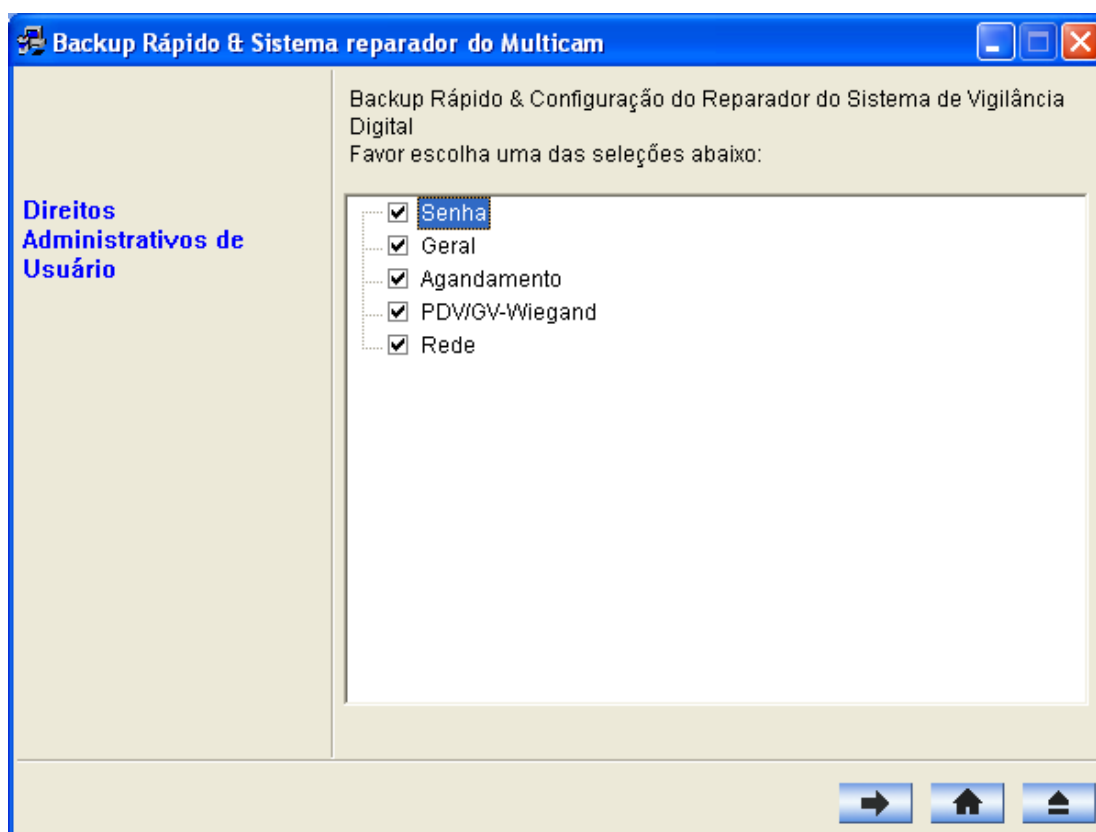 Backup Rápido & Sistema reparador do Multicam
Backup Rápido & Configuração do Reparador do Sistema de Vigilância
Digital
Favor escolha uma das seleções abaixo:
Direitos
Administrativos de
Usuário
Senha
Geral
Agandamento
PDV/GV-Wiegand
Rede